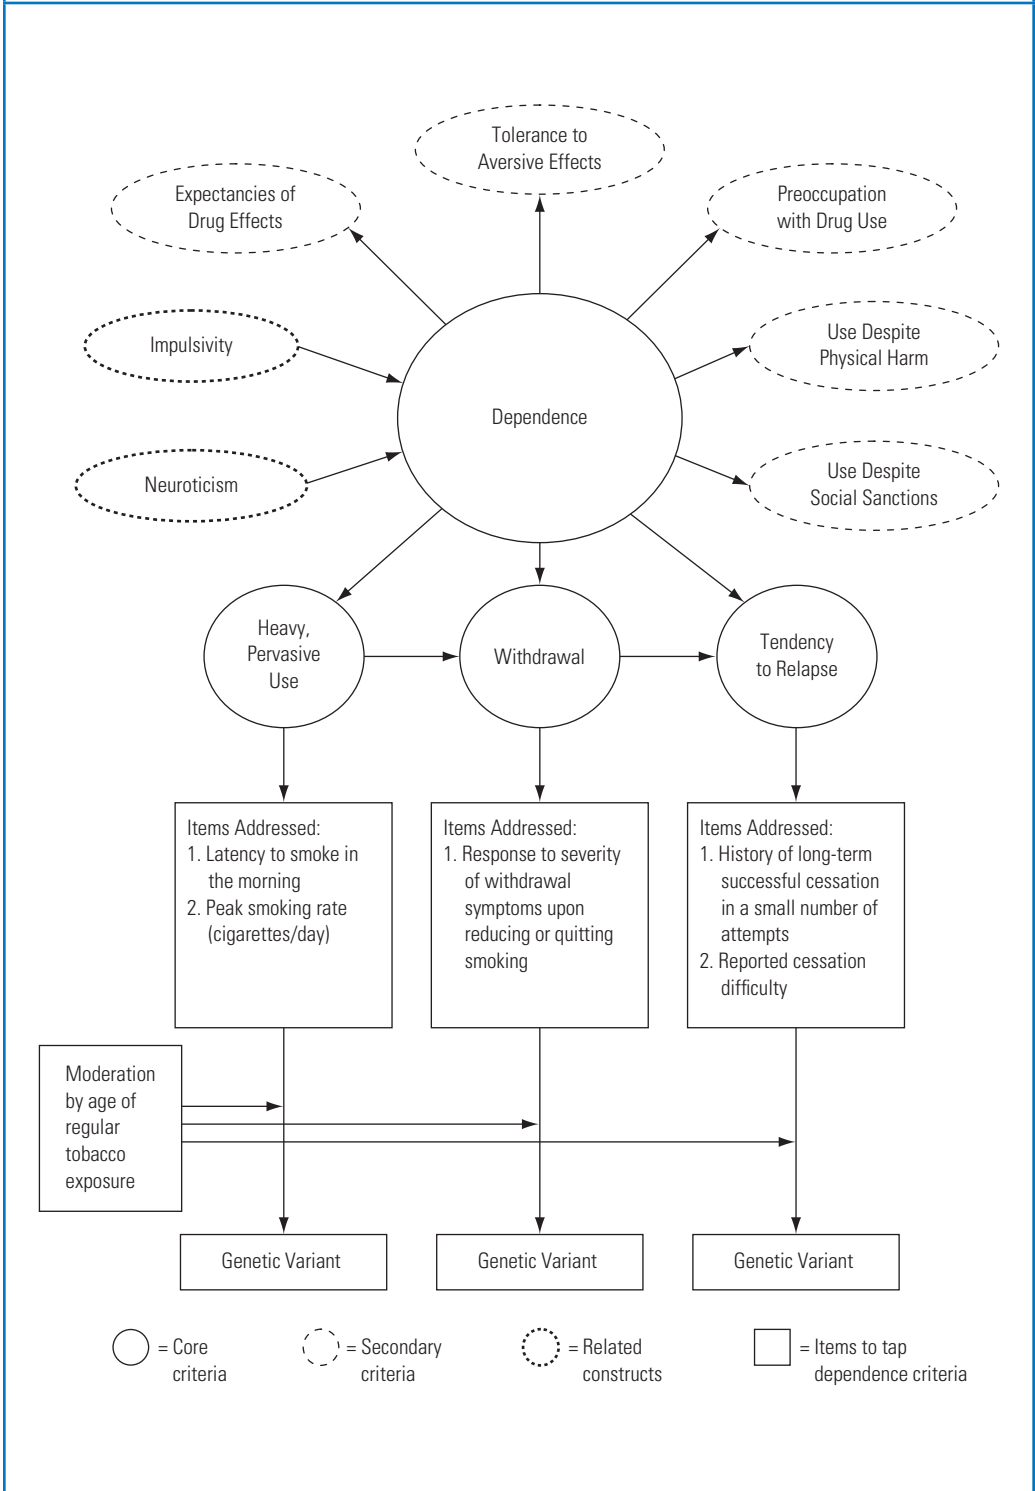 Tolerance to
Aversive Effects
Expectancies of
Drug Effects
Preoccupation
with Drug Use
Impulsivity
Use Despite
Physical Harm
Dependence
Neuroticism
Use Despite
Social Sanctions
Heavy,
Pervasive
Use
Withdrawal
Tendency
to Relapse
Items Addressed:
1. Latency to smoke in
the morning
2. Peak smoking rate
(cigarettes/day)
Items Addressed:
1. Response to severity
of withdrawal
symptoms upon
reducing or quitting
smoking
Items Addressed:
1. History of long-term
successful cessation
in a small number of
attempts
2. Reported cessation
difficulty
Moderation
by age of
regular
tobacco
exposure
Genetic Variant
Genetic Variant
Genetic Variant
= Core
criteria
= Secondary
criteria
= Related
constructs
= Items to tap
dependence criteria